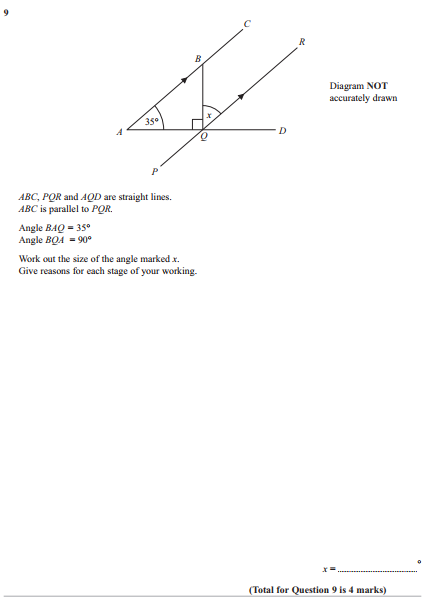 9
C
R
B
Diagram NOT
accurately drawn
x
35°
A
Q
D
P
ABC, PQR and AQD are straight lines.
ABC is parallel to PQR.
Angle BAQ = 35°
Angle BQA = 90°
Work out the size of the angle marked x.
Give reasons for each stage of your working.
x = ........................................ °
(Total for Question 9 is 4 marks)